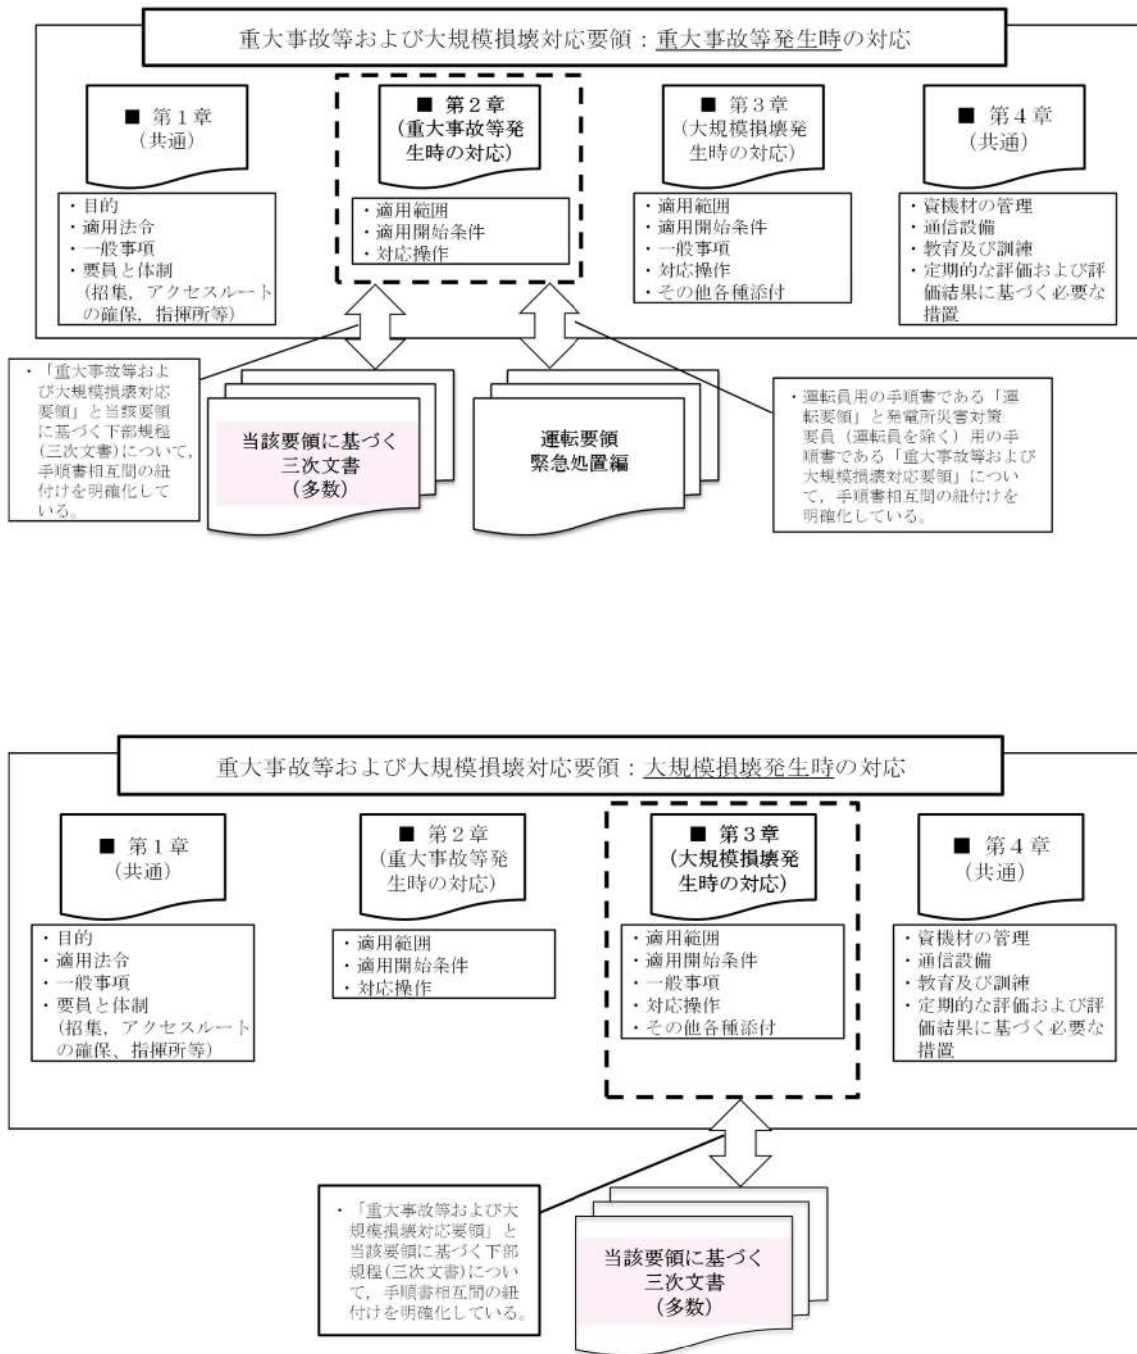 重大事故等および大規模損壊対応要領：重大事故等発生時の対応
■ 第１章
(共通)
・目的
・適用法令
・一般事項
・要員と体制
(招集，アクセスルート
の確保，指揮所等)
■ 第２章
(重大事故等発
生時の対応)
・適用範囲
・適用開始条件
・対応操作
■ 第３章
(大規模損壊発
生時の対応)
・適用範囲
・適用開始条件
・一般事項
・対応操作
・その他各種添付
■ 第４章
(共通)
・資機材の管理
・通信設備
・教育及び訓練
・定期的な評価および評
価結果に基づく必要な
措置
・「重大事故等およ
び大規模損壊対応
要領」と当該要領
に基づく下部規程
(三次文書)について，
手順書相互間の紐
付けを明確化して
いる。
当該要領に基づく
三次文書
(多数)
運転要領
緊急処置編
・運転員用の手順書である「運
転要領」と発電所災害対策
要員（運転員を除く）用の手
順書である「重大事故等および
大規模損壊対応要領」につい
て，手順書相互間の紐付けを
明確化している。
重大事故等および大規模損壊対応要領：大規模損壊発生時の対応
■ 第１章
(共通)
・目的
・適用法令
・一般事項
・要員と体制
(招集，アクセスルート
の確保、指揮所等)
■ 第２章
(重大事故等発
生時の対応)
・適用範囲
・適用開始条件
・対応操作
■ 第３章
(大規模損壊発
生時の対応)
・適用範囲
・適用開始条件
・一般事項
・対応操作
・その他各種添付
■ 第４章
(共通)
・資機材の管理
・通信設備
・教育及び訓練
・定期的な評価および評
価結果に基づく必要な
措置
・「重大事故等および大
規模損壊対応要領」と
当該要領に基づく下部
規程(三次文書)につい
て，手順書相互間の紐
付けを明確化している。
当該要領に基づく
三次文書
(多数)